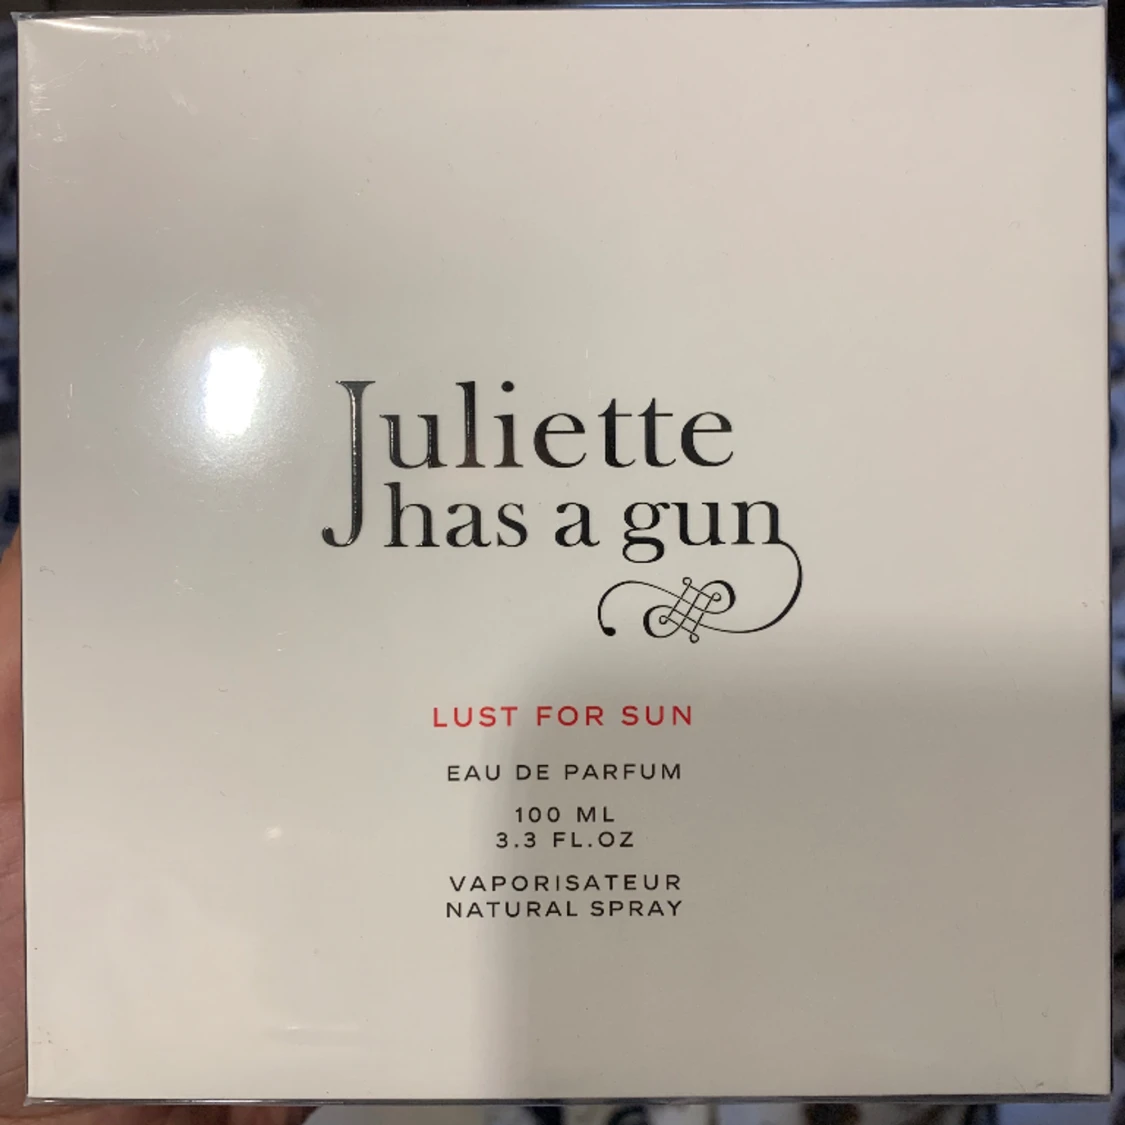 Juliette
has a gun
LUST FOR SUN
EAU DE PARFUM
100 ML
3.3 FL.OZ
VAPORISATEUR
NATURAL SPRAY